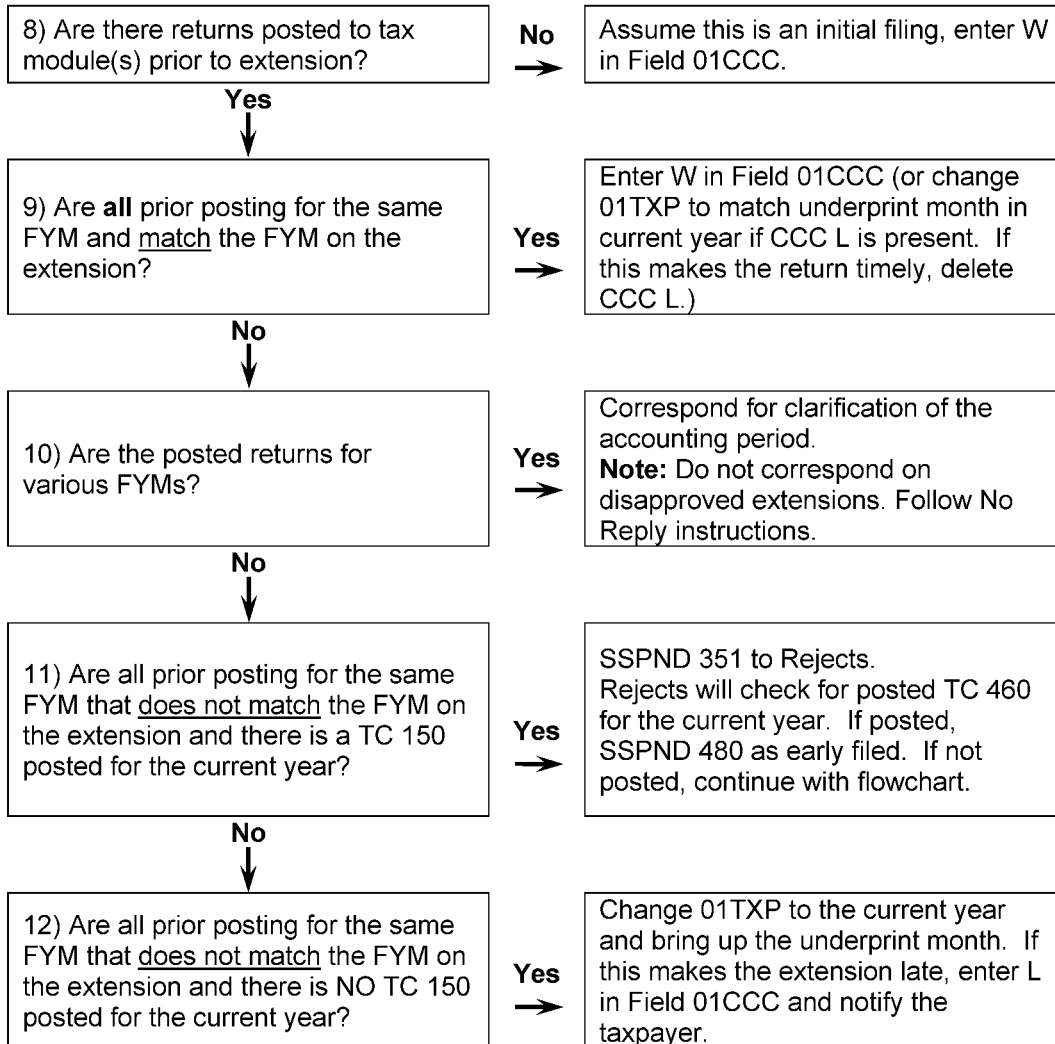 8) Are there returns posted to tax
module(s) prior to extension?
No
Assume this is an initial filing, enter W
in Field 01CCC.
Yes
9) Are all prior posting for the same
FYM and match the FYM on the
extension?
Yes
Enter W in Field 01CCC (or change
01TXP to match underprint month in
current year if CCC L is present.  If
this makes the return timely, delete
CCC L.)
No
10) Are the posted returns for
various FYMs?
Yes
Correspond for clarification of the
accounting period.
Note: Do not correspond on
disapproved extensions. Follow No
Reply instructions.
No
11) Are all prior posting for the same
FYM that does not match the FYM on
the extension and there is a TC 150
posted for the current year?
Yes
SSPND 351 to Rejects.
Rejects will check for posted TC 460
for the current year.  If posted,
SSPND 480 as early filed.  If not
posted, continue with flowchart.
No
12) Are all prior posting for the same
FYM that does not match the FYM on
the extension and there is NO TC 150
posted for the current year?
Yes
Change 01TXP to the current year
and bring up the underprint month.  If
this makes the extension late, enter L
in Field 01CCC and notify the
taxpayer.